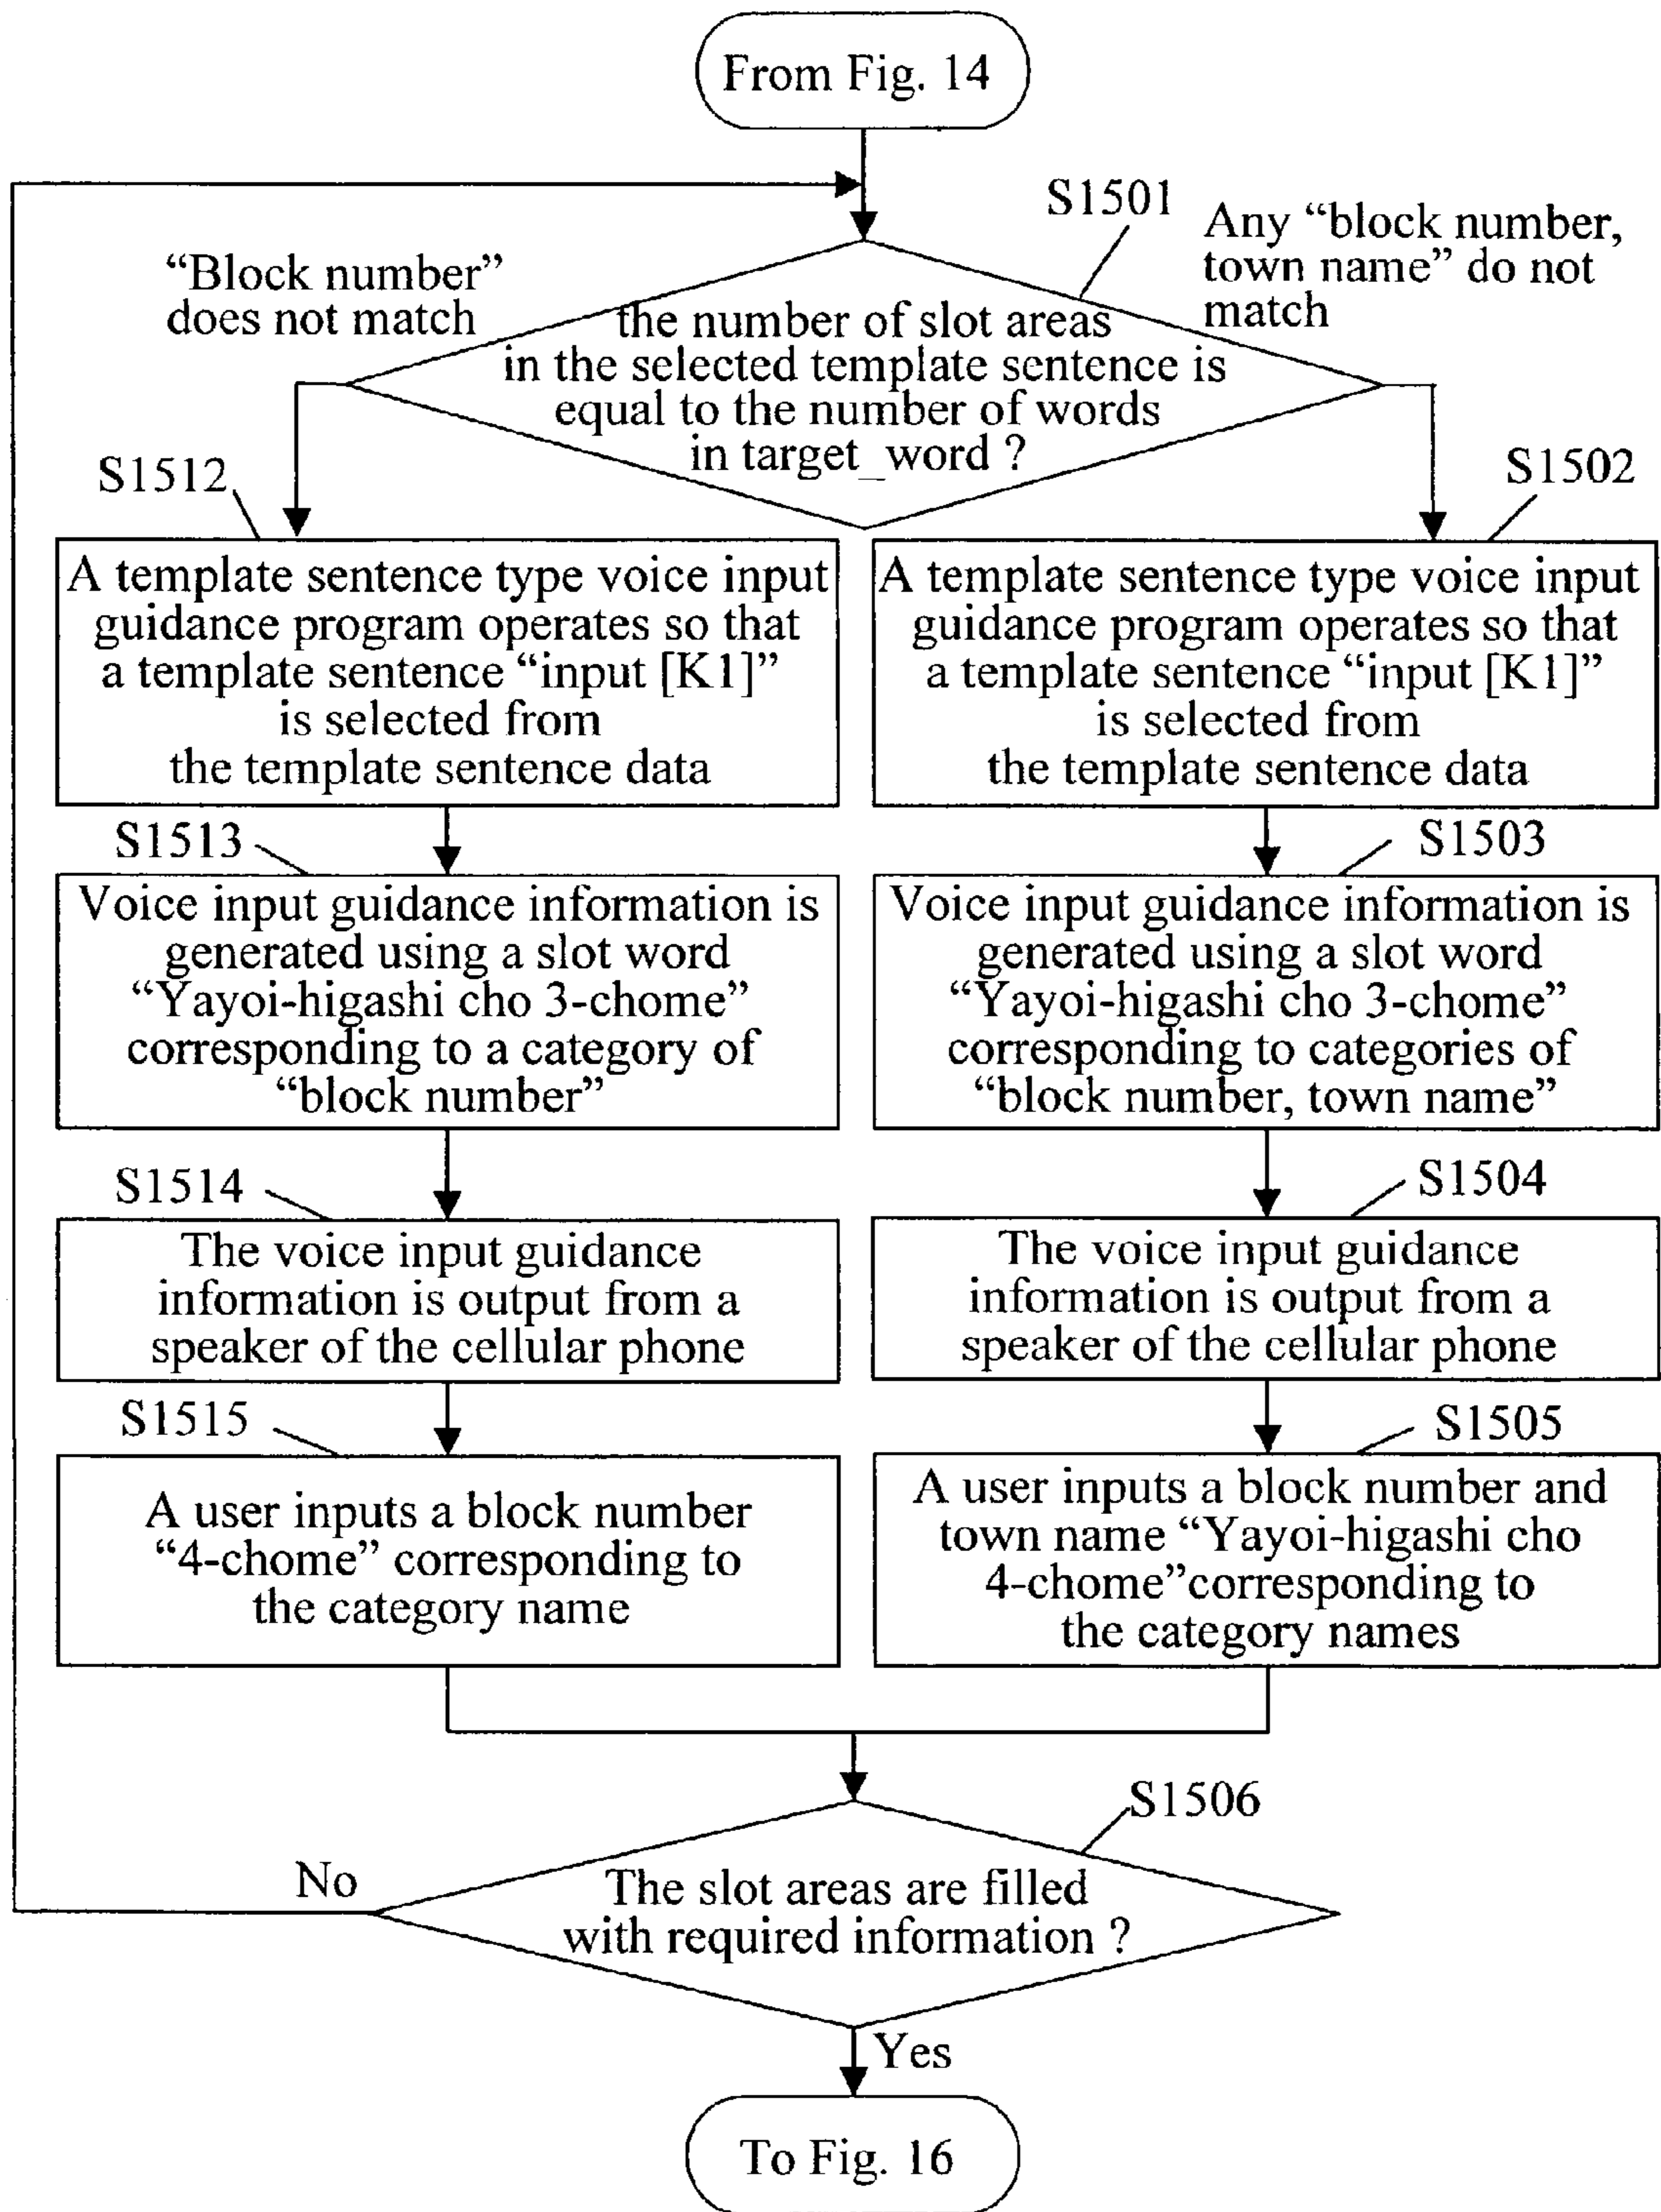 From Fig. 14
S1501
“Block number”
does not match
Any “block number,
town name” do not
match
the number of slot areas
in the selected template sentence is
equal to the number of words
in target_word ?
S1512
A template sentence type voice input
guidance program operates so that
a template sentence “input [K1]”
is selected from
the template sentence data
S1502
A template sentence type voice input
guidance program operates so that
a template sentence “input [K1]”
is selected from
the template sentence data
S1513
Voice input guidance information is
generated using a slot word
“Yayoi-higashi cho 3-chome”
corresponding to a category of
“block number”
S1503
Voice input guidance information is
generated using a slot word
“Yayoi-higashi cho 3-chome”
corresponding to categories of
“block number, town name”
S1514
The voice input guidance
information is output from a
speaker of the cellular phone
S1504
The voice input guidance
information is output from a
speaker of the cellular phone
S1515
A user inputs a block number
“4-chome” corresponding to
the category name
S1505
A user inputs a block number and
town name “Yayoi-higashi cho
4-chome”corresponding to
the category names
S1506
The slot areas are filled
with required information ?
No
Yes
To Fig. 16